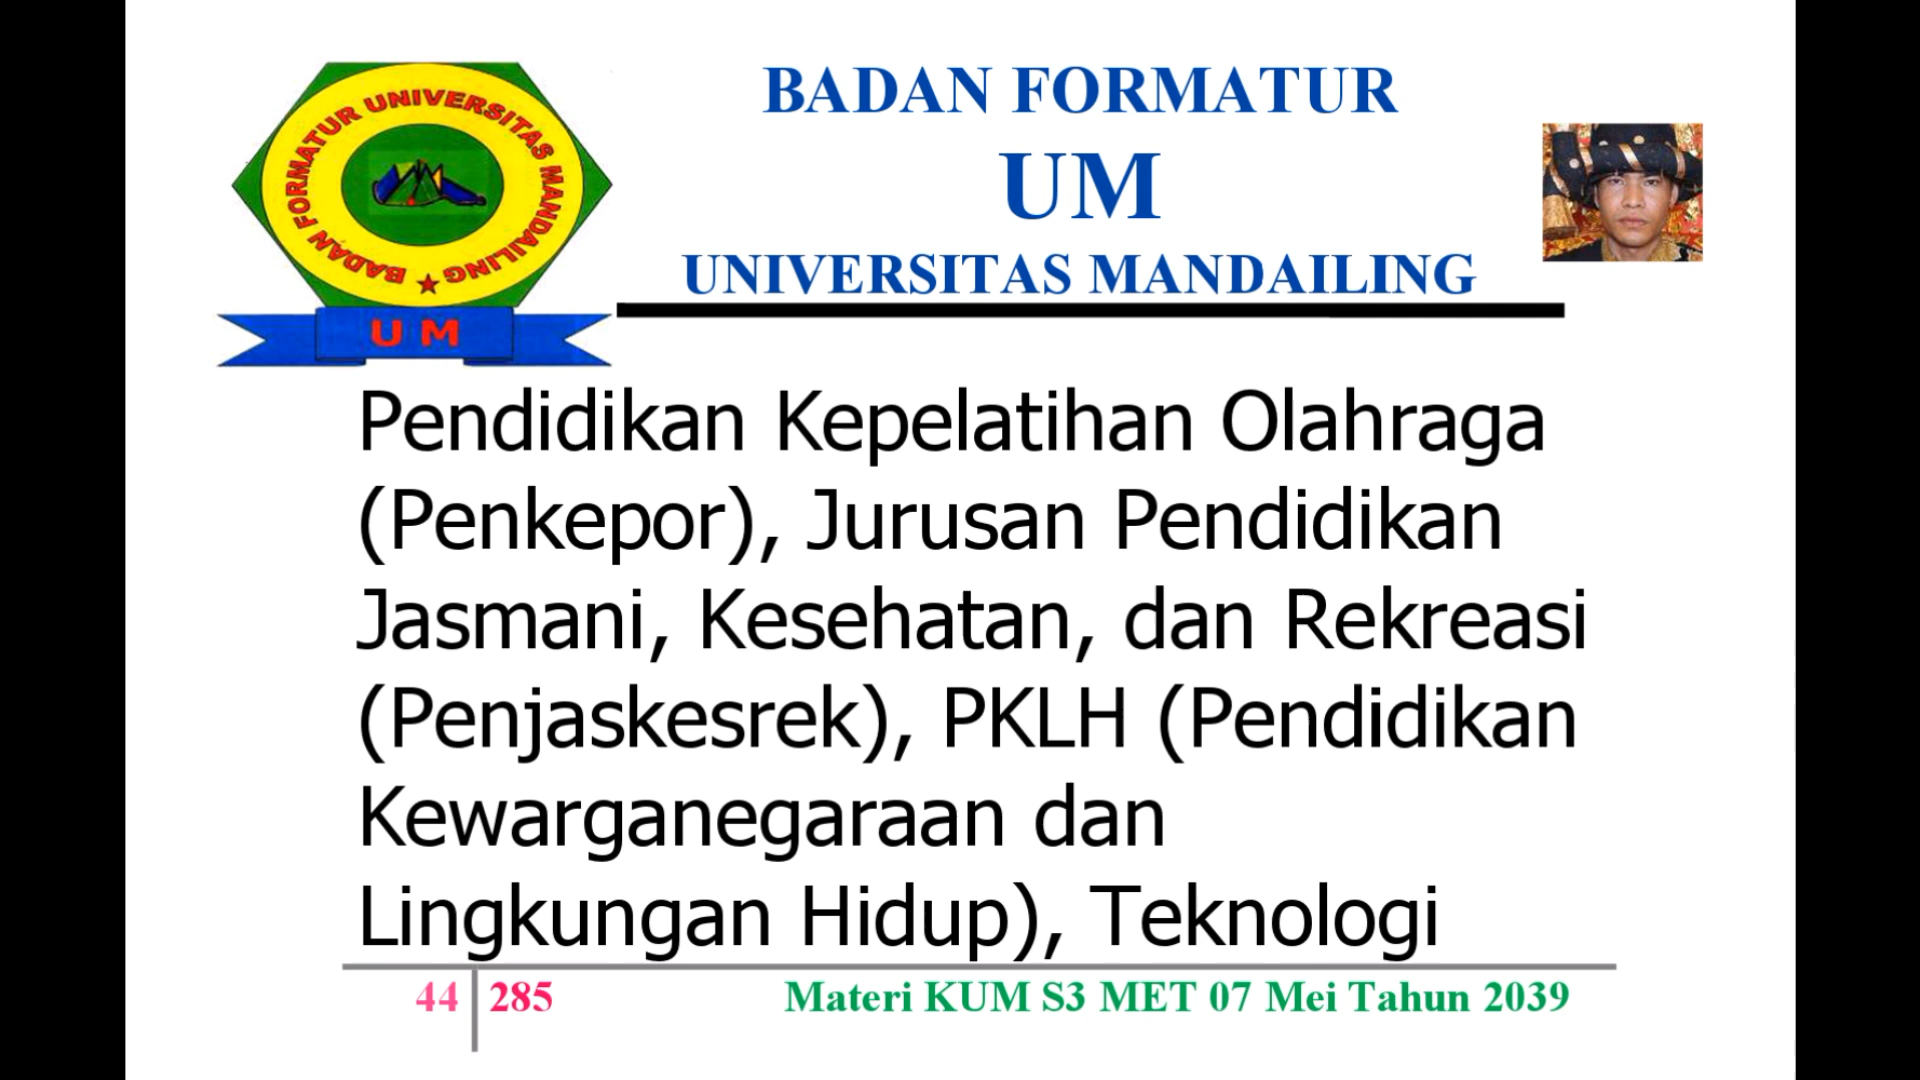 BADAN FORMATUR UNIVERSITAS MANDAILING
U M
BADAN FORMATUR
UM
UNIVERSITAS MANDAILING
Pendidikan Kepelatihan Olahraga
(Penkepor), Jurusan Pendidikan
Jasmani, Kesehatan, dan Rekreasi
(Penjaskesrek), PKLH (Pendidikan
Kewarganegaraan dan
Lingkungan Hidup), Teknologi
44 285 Materi KUM S3 MET 07 Mei Tahun 2039